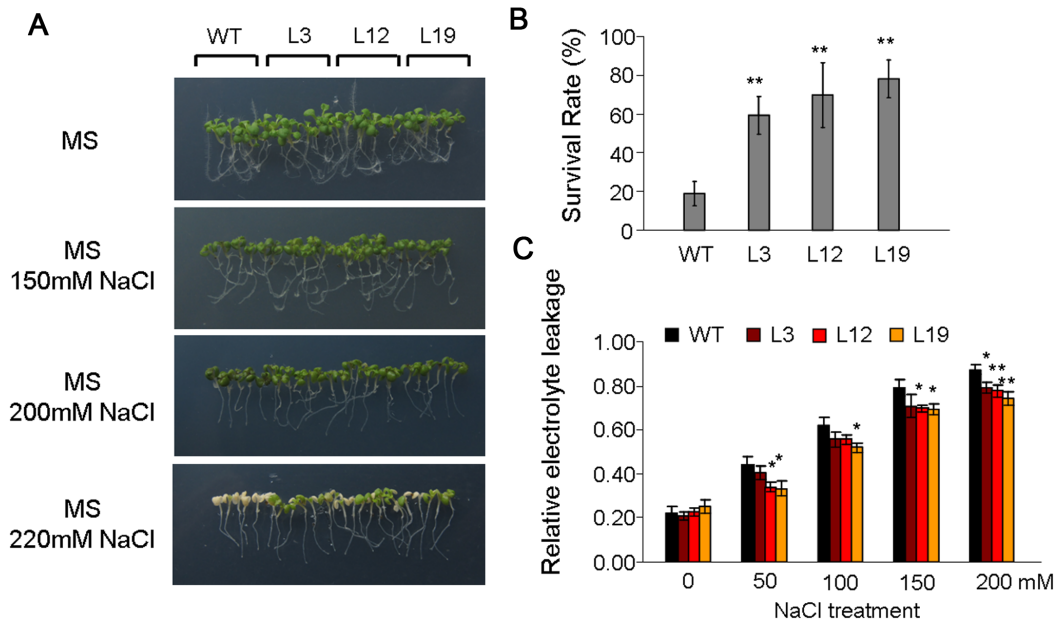 A
WT L3 L12 L19
MS
MS
150mM NaCl
MS
200mM NaCl
MS
220mM NaCl
B
Survival Rate (%)
100
80
60
40
20
0
**
**
**
WT L3 L12 L19
C
Relative electrolyte leakage
WT L3 L12 L19
1.00
0.80
0.60
0.40
0.20
0.00
* *
*
* *
* ** **
0 50 100 150 200 mM
NaCl treatment